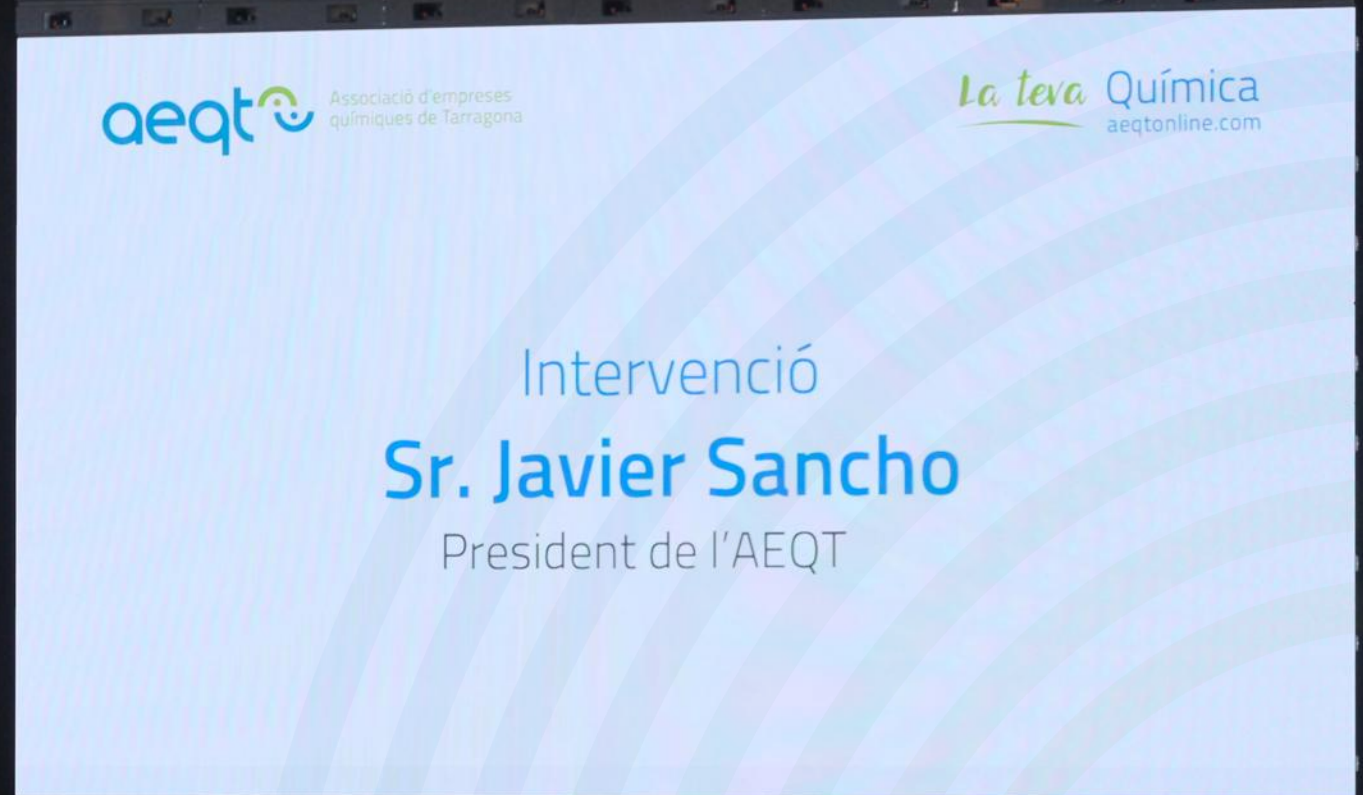 aeqt
Associació d'empreses
químiques de Tarragona
La teva Química
aeqtonline.com
Intervenció
Sr. Javier Sancho
President de l'AEQT